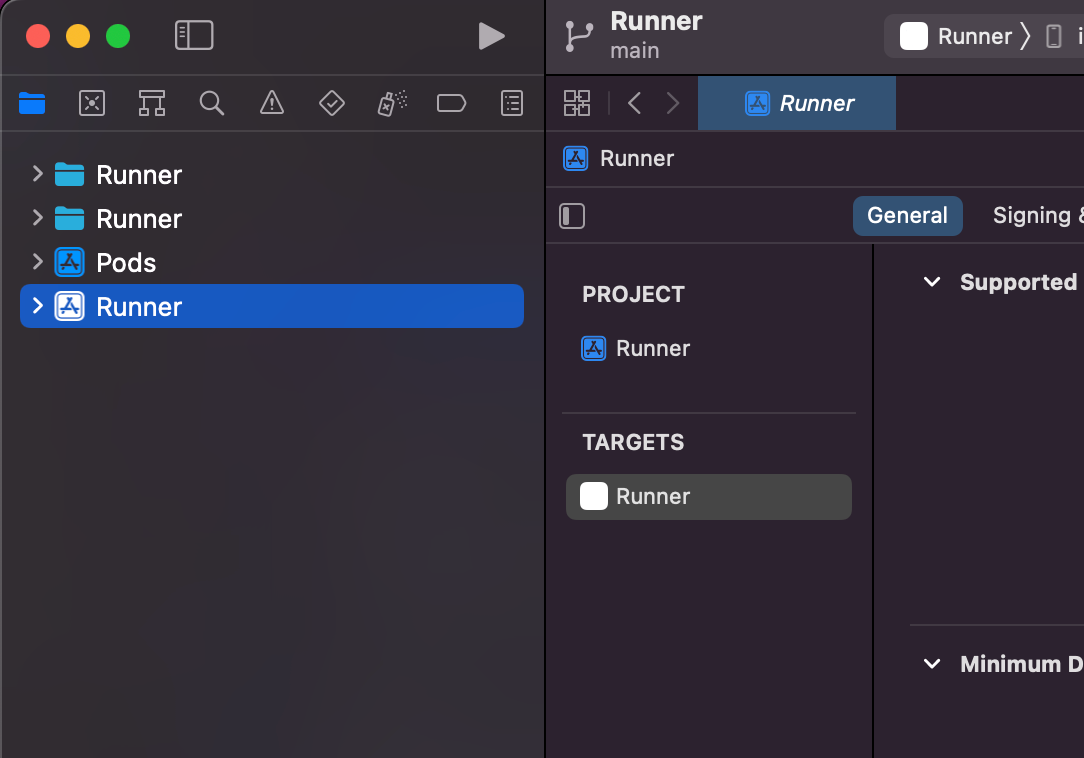 Runner
main
Runner
Runner
Runner
Runner
Pods
Runner
Runner
General
Signing &
PROJECT
Runner
TARGETS
Runner
Supported
Minimum D